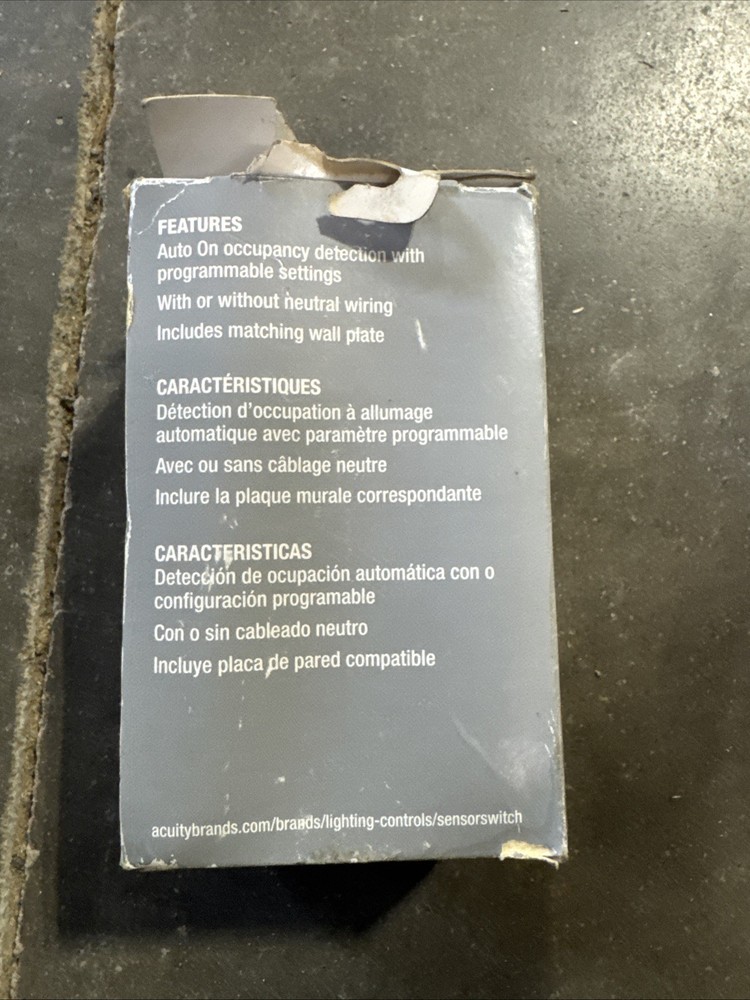 FEATURES
Auto On occupancy detection with
programmable settings
With or without neutral wiring
Includes matching wall plate
CARACTÉRISTIQUES
Détection d'occupation à allumage
automatique avec paramètre programmable
Avec ou sans câblage neutre
Inclure la plaque murale correspondante
CARACTERISTICAS
Detección de ocupación automática con o
configuración programable
Con o sin cableado neutro
Incluye placa de pared compatible
acuitybrands.com/brands/lighting-controls/sensorswitch